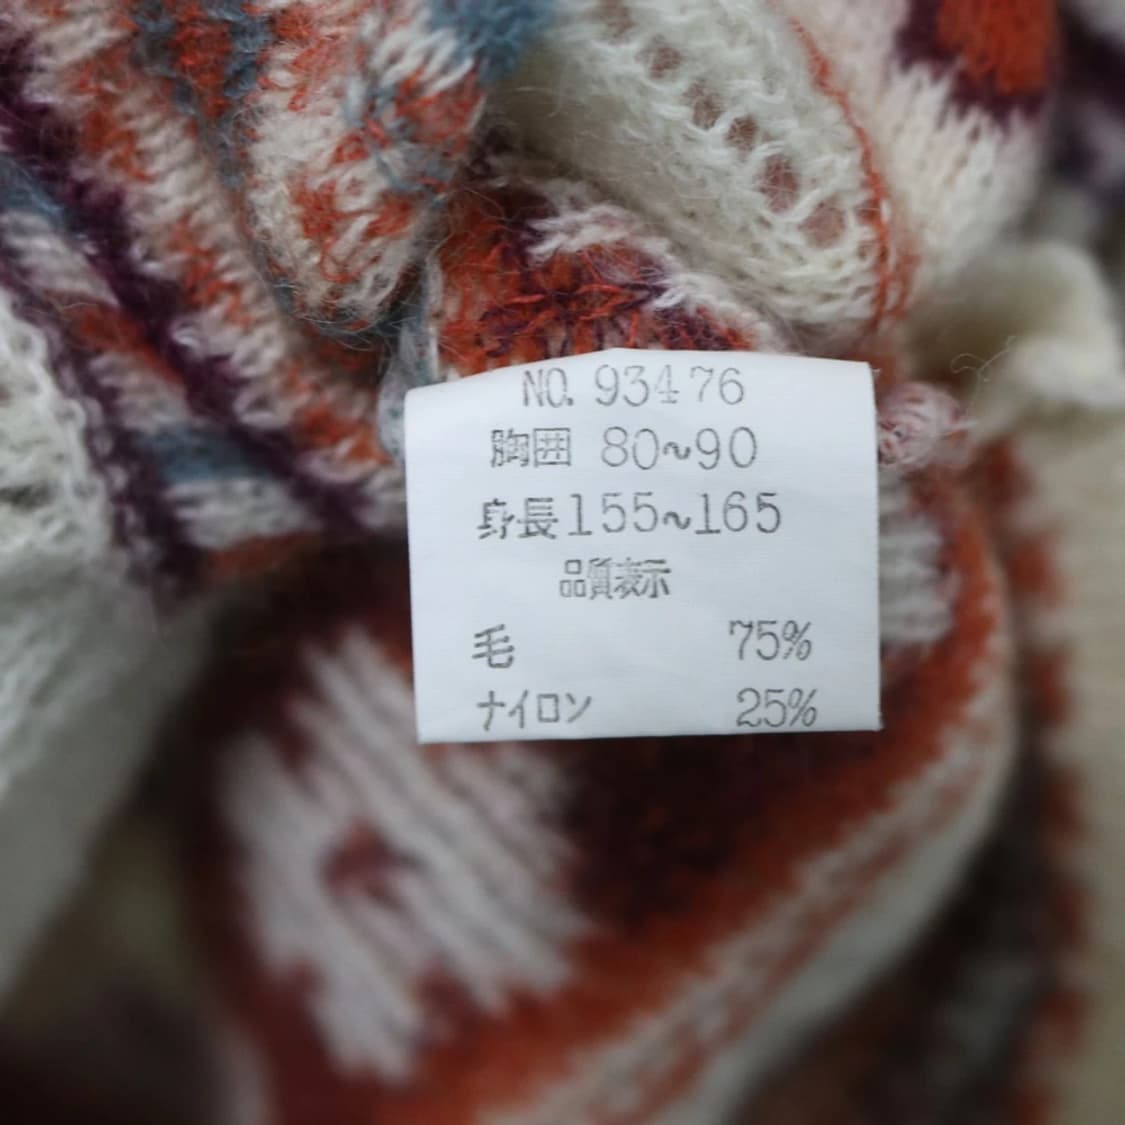 NO. 93476
胸囲 80~90
身長155~165
品質表示
毛 75%
ナイロン 25%